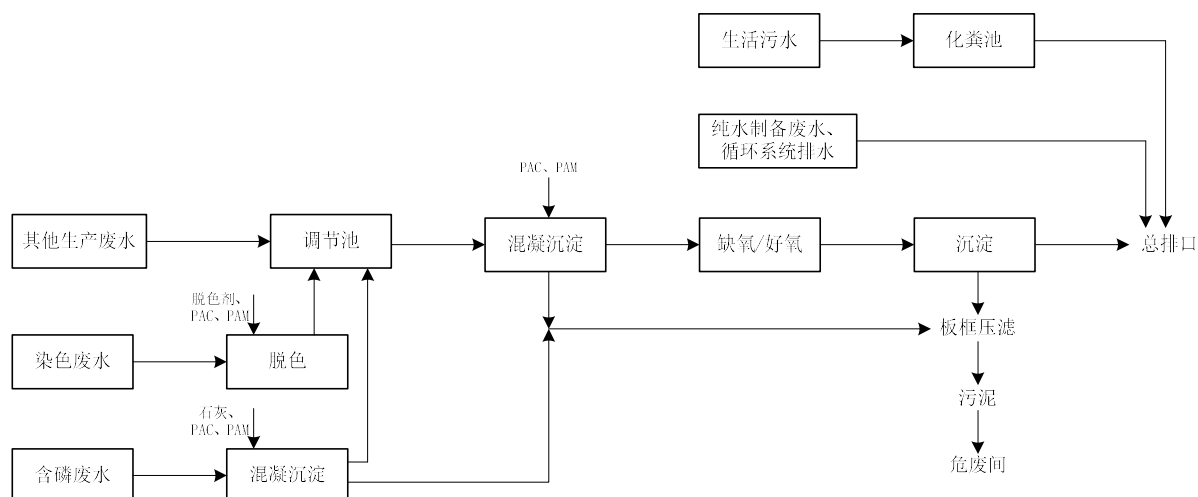 生活污水
化粪池
纯水制备废水、
循环系统排水
PAC、PAM
其他生产废水
调节池
混凝沉淀
缺氧/好氧
沉淀
总排口
脱色剂、
PAC、PAM
染色废水
脱色
板框压滤
污泥
石灰、
PAC、PAM
含磷废水
混凝沉淀
危废间